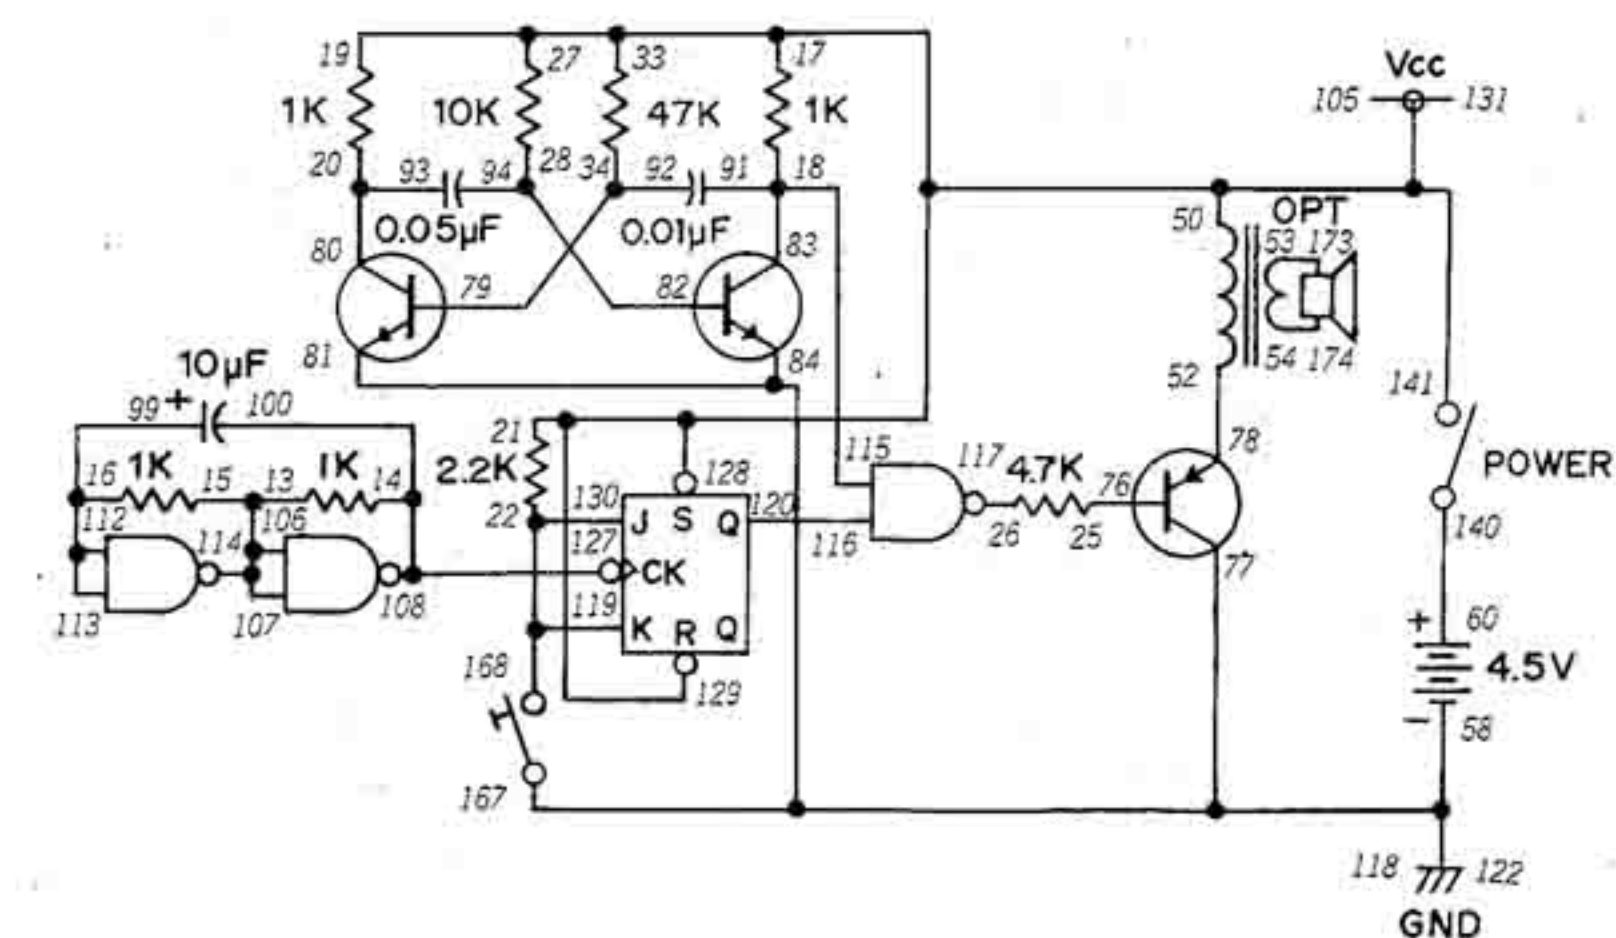 19 27 33 17
1K 10K 47K 1K
20 93 94 28 34 92 91 18
0.05µF 0.01µF
80 79 82 83
81 84
Vcc
105 131
OPT
50 53 173
52 54 174
141
POWER
140
10µF
99 + 100
16 1K 15 13 1K 14
112 114 106
113 107 108
21
2.2K
22
128
130 J S Q 120
127 CK
119 K R Q
129
168
167
115
116
117 4.7K 76 78
26 25 77
+ 60
4.5V
− 58
118 122
GND